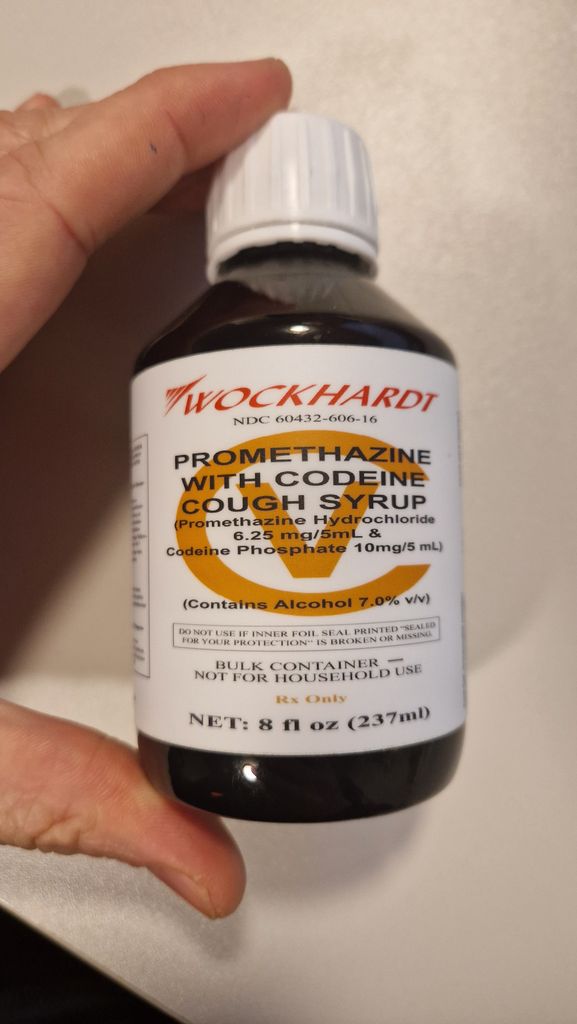 WOCKHARDT
NDC 60432-606-16
CV
PROMETHAZINE
WITH CODEINE
COUGH SYRUP
(Promethazine Hydrochloride
6.25 mg/5mL &
Codeine Phosphate 10mg/5 mL)
(Contains Alcohol 7.0% v/v)
DO NOT USE IF INNER FOIL SEAL PRINTED "SEALED
FOR YOUR PROTECTION" IS BROKEN OR MISSING.
BULK CONTAINER —
NOT FOR HOUSEHOLD USE
Rx Only
NET: 8 fl oz (237ml)